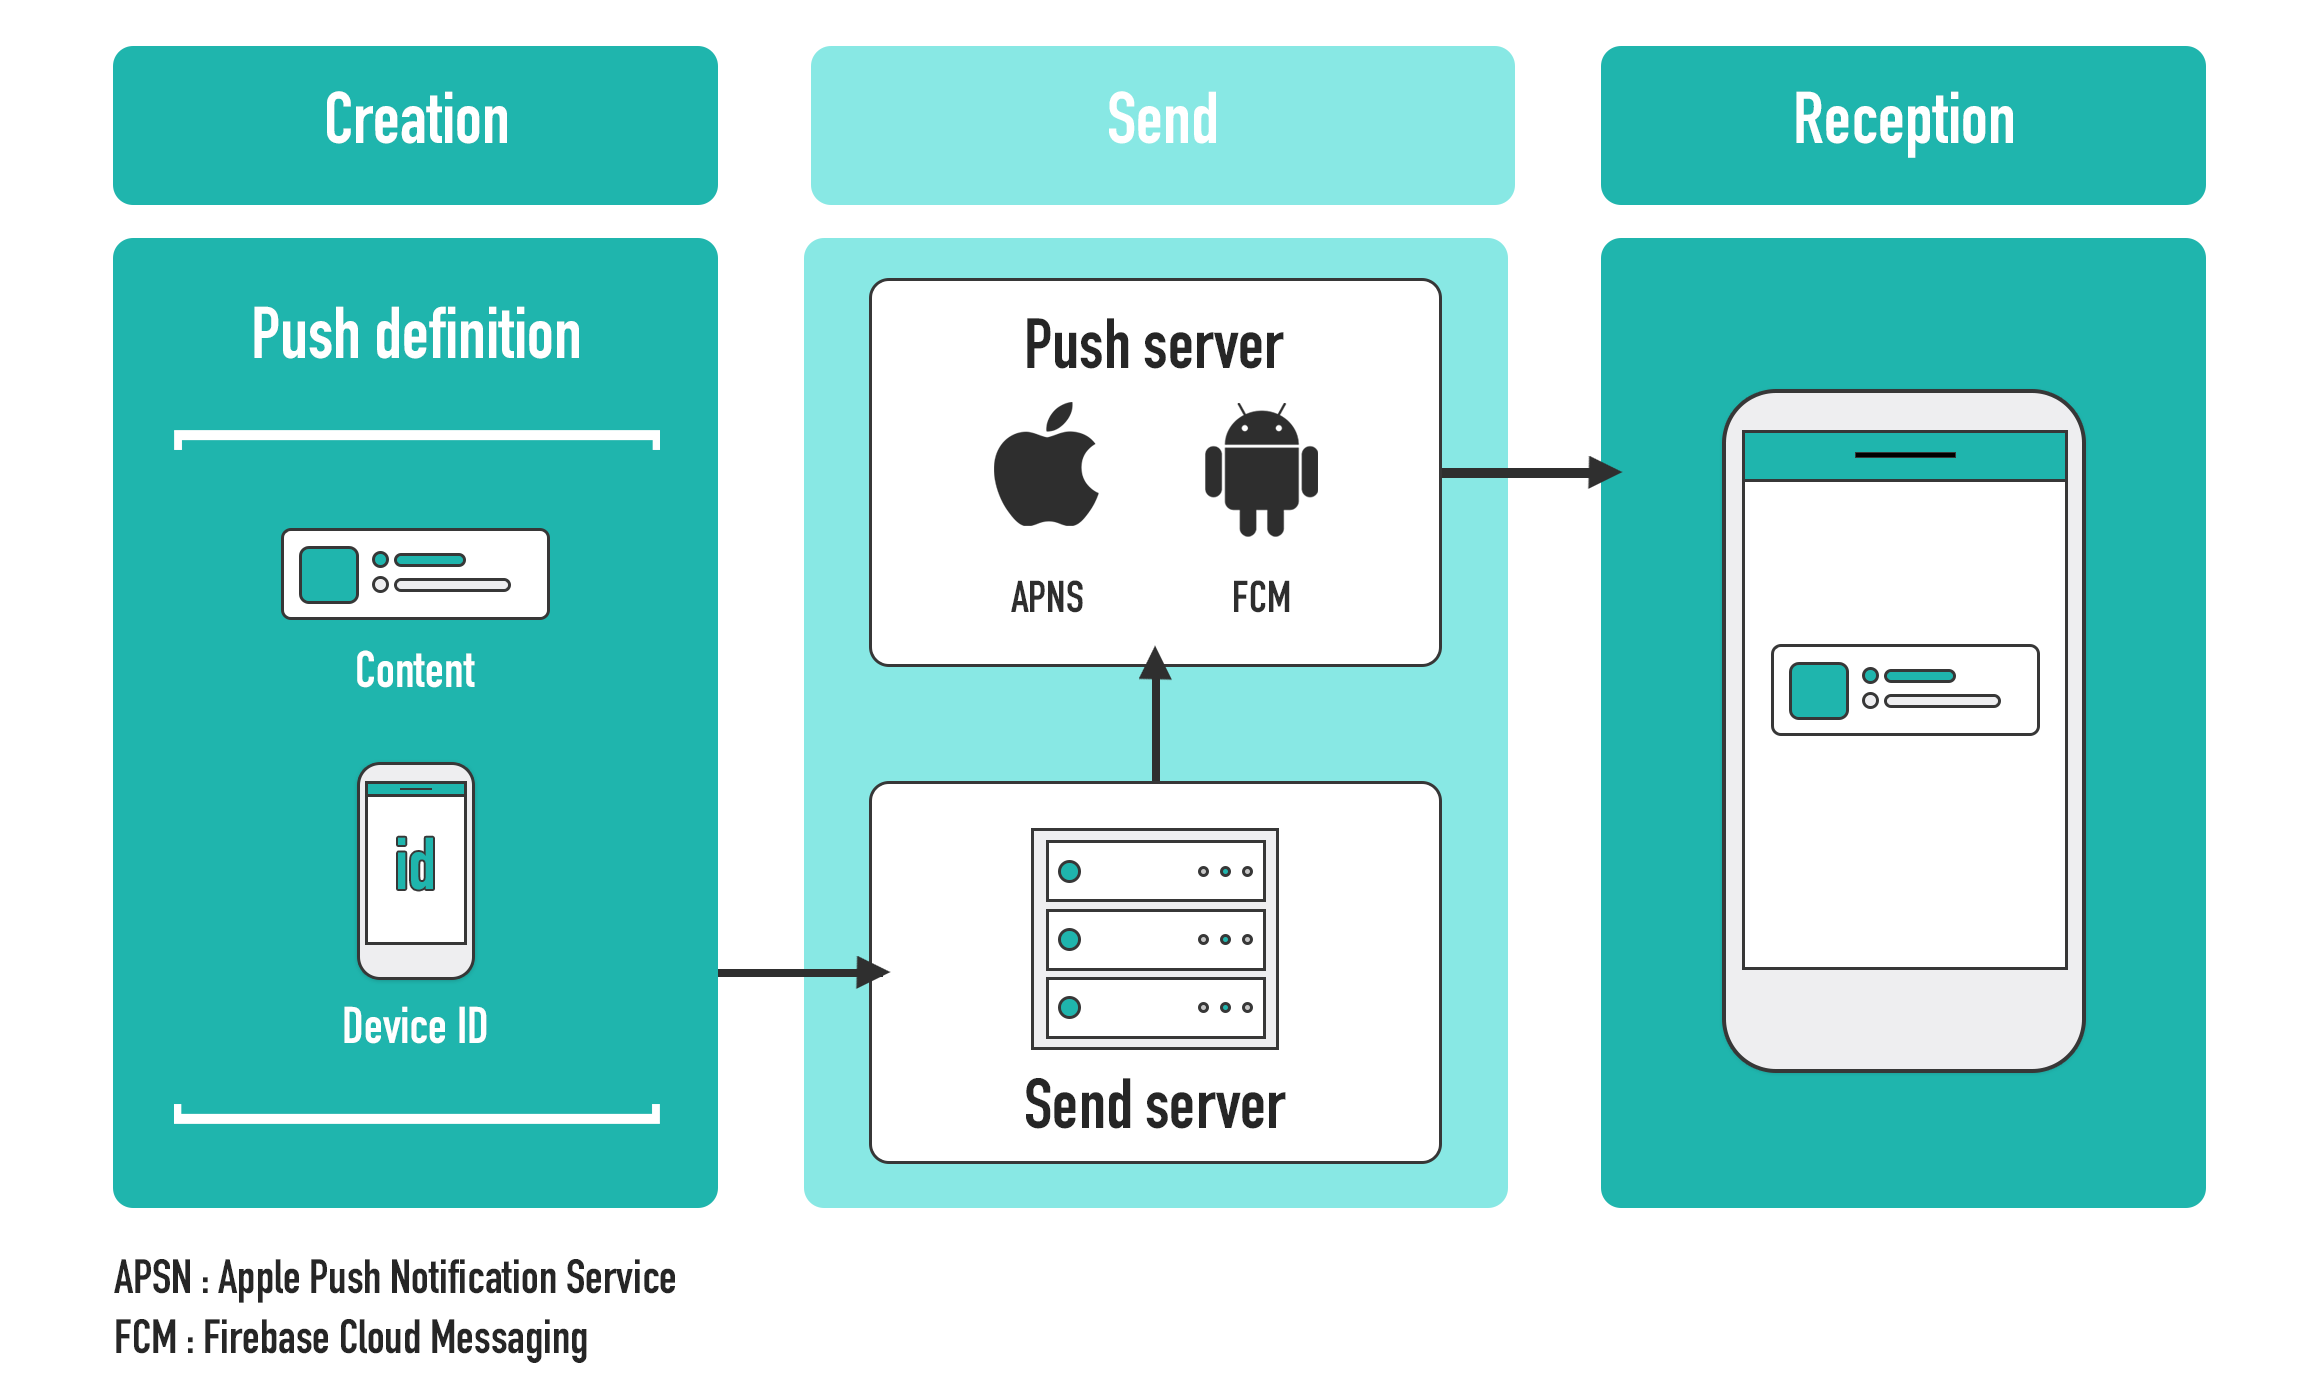 Creation
Send
Reception
Push definition
Content
id
Device ID
Push server
APNS
FCM
Send server
APSN : Apple Push Notification Service
FCM : Firebase Cloud Messaging